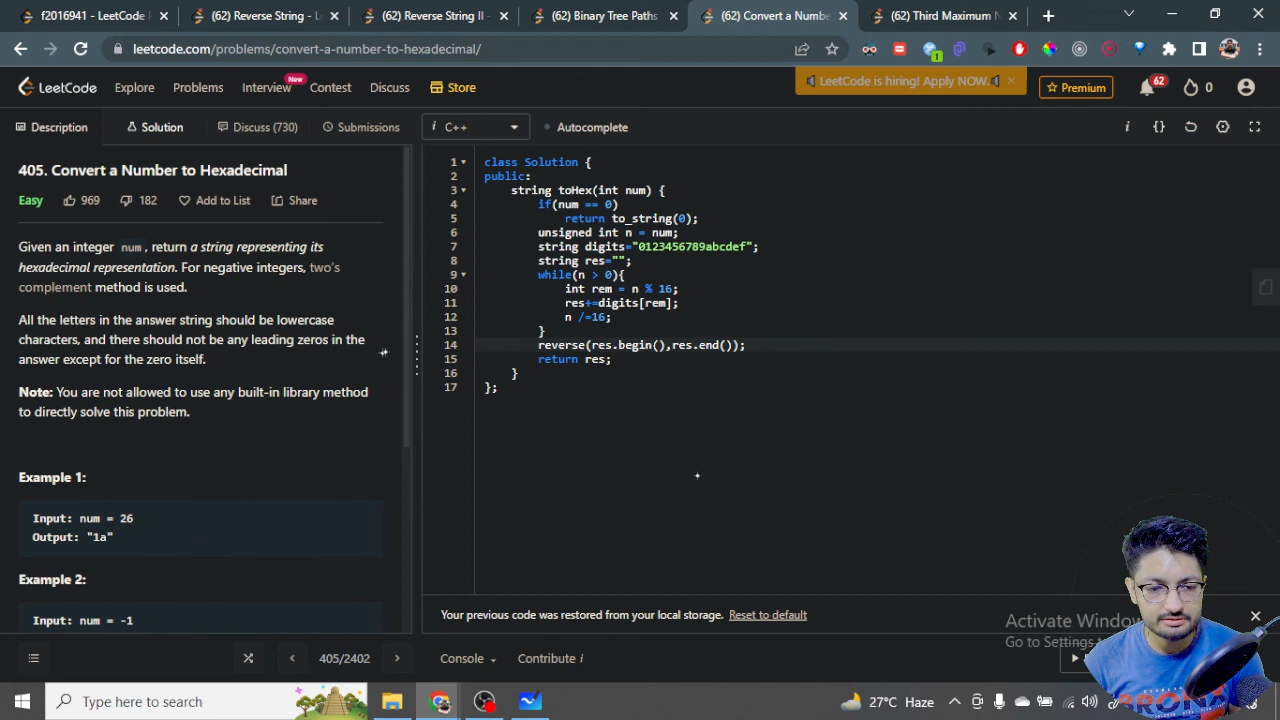 f2016941 - LeetCode F
(62) Reverse String - L
(62) Reverse String II -
(62) Binary Tree Paths
(62) Convert a Numbe
(62) Third Maximum N
leetcode.com/problems/convert-a-number-to-hexadecimal/
1
LeetCode
Explore
Problems
Interview
New
Contest
Discuss
Store
LeetCode is hiring! Apply NOW.
Premium
62
0
Description
Solution
Discuss (730)
Submissions
i C++
Autocomplete
405. Convert a Number to Hexadecimal
Easy
969
182
Add to List
Share
Given an integer num, return a string representing its
hexadecimal representation. For negative integers, two's
complement method is used.
All the letters in the answer string should be lowercase
characters, and there should not be any leading zeros in the
answer except for the zero itself.
Note: You are not allowed to use any built-in library method
to directly solve this problem.
Example 1:
Input: num = 26
Output: "1a"
Example 2:
Input: num = -1
1 class Solution {
2 public:
3 string toHex(int num) {
4 if(num == 0)
5 return to_string(0);
6 unsigned int n = num;
7 string digits="0123456789abcdef";
8 string res="";
9 while(n > 0){
10 int rem = n % 16;
11 res+=digits[rem];
12 n /=16;
13 }
14 reverse(res.begin(),res.end());
15 return res;
16 }
17 };
Your previous code was restored from your local storage. Reset to default
Activate Window
Go to Settings
405/2402
Console
Contribute i
Type here to search
27°C Haze